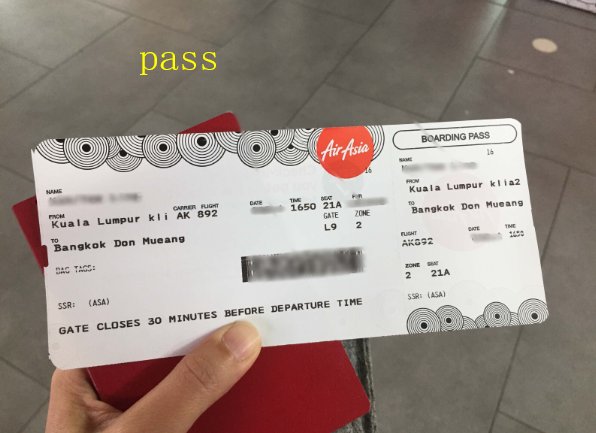 pass
AirAsia
BOARDING PASS
NAME
16
FROM
Kuala Lumpur kli
CARRIER FLIGHT DATE TIME SEAT
AK 892 1650 21A
GATE ZONE
L9 2
TO
Bangkok Don Mueang
BAG TAGS:
SSR: (ASA)
GATE CLOSES 30 MINUTES BEFORE DEPARTURE TIME
NAME
16
FROM
Kuala Lumpur klia2
TO
Bangkok Don Mueang
FLIGHT DATE TIME
AK892 1650
ZONE SEAT
2 21A
SSR: (ASA)